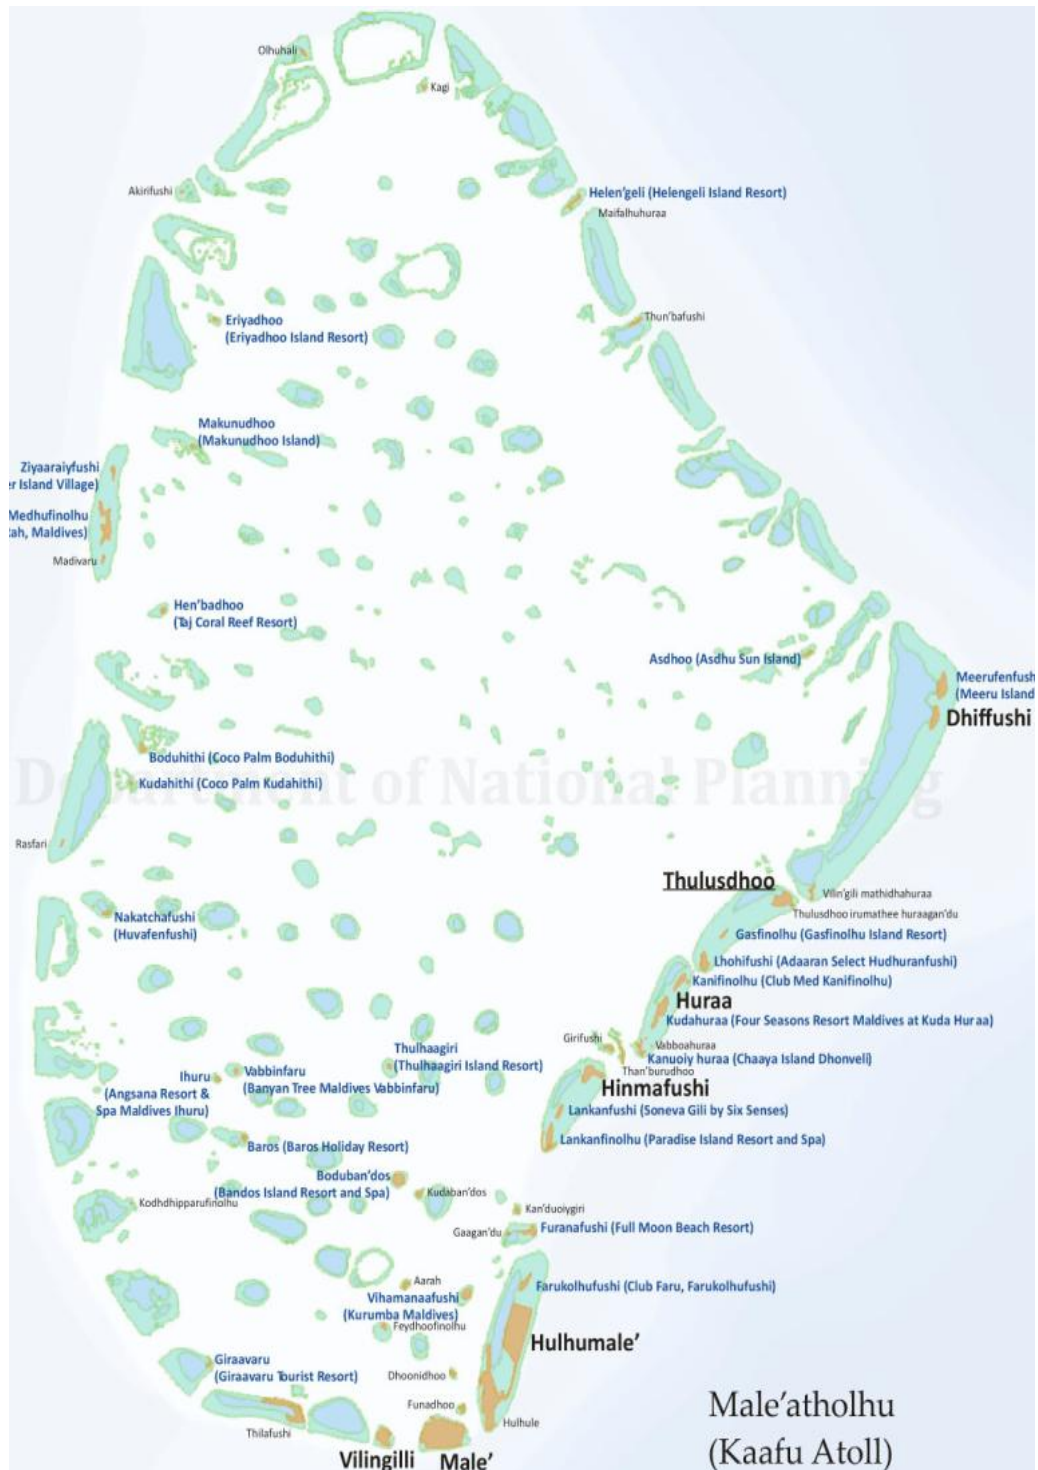 Olhuhali
Kagi
Akirifushi
Helen'geli (Helengeli Island Resort)
Maifalhuhuraa
Eriyadhoo
(Eriyadhoo Island Resort)
Thun'bafushi
Makunudhoo
(Makunudhoo Island)
Ziyaaraiyfushi
er Island Village)
Medhufinolhu
tah, Maldives)
Madivaru
Hen'badhoo
(Taj Coral Reef Resort)
Asdhoo (Asdhu Sun Island)
Meerufenfush
(Meeru Island
Dhiffushi
Boduhithi (Coco Palm Boduhithi)
Kudahithi (Coco Palm Kudahithi)
Department of National Planning
Rasfari
Thulusdhoo
Vilin'gili mathidhahuraa
Thulusdhoo irumathee huraagan'du
Nakatchafushi
(Huvafenfushi)
Gasfinolhu (Gasfinolhu Island Resort)
Lhohifushi (Adaaran Select Hudhuranfushi)
Kanifinolhu (Club Med Kanifinolhu)
Huraa
Kudahuraa (Four Seasons Resort Maldives at Kuda Huraa)
Girifushi
Vabboahuraa
Kanuoiy huraa (Chaaya Island Dhonveli)
Than'burudhoo
Thulhaagiri
(Thulhaagiri Island Resort)
Ihuru
(Angsana Resort &
Spa Maldives Ihuru)
Vabbinfaru
(Banyan Tree Maldives Vabbinfaru)
Hinmafushi
Lankanfushi (Soneva Gili by Six Senses)
Lankanfinolhu (Paradise Island Resort and Spa)
Baros (Baros Holiday Resort)
Boduban'dos
(Bandos Island Resort and Spa)
Kudaban'dos
Kodhdhipparufinolhu
Kan'duoiygiri
Gaagan'du
Furanafushi (Full Moon Beach Resort)
Aarah
Vihamanaafushi
(Kurumba Maldives)
Feydhoofinolhu
Farukolhufushi (Club Faru, Farukolhufushi)
Hulhumale'
Giraavaru
(Giraavaru Tourist Resort)
Dhoonidhoo
Funadhoo
Hulhule
Thilafushi
Vilingilli
Male'
Male'atholhu
(Kaafu Atoll)